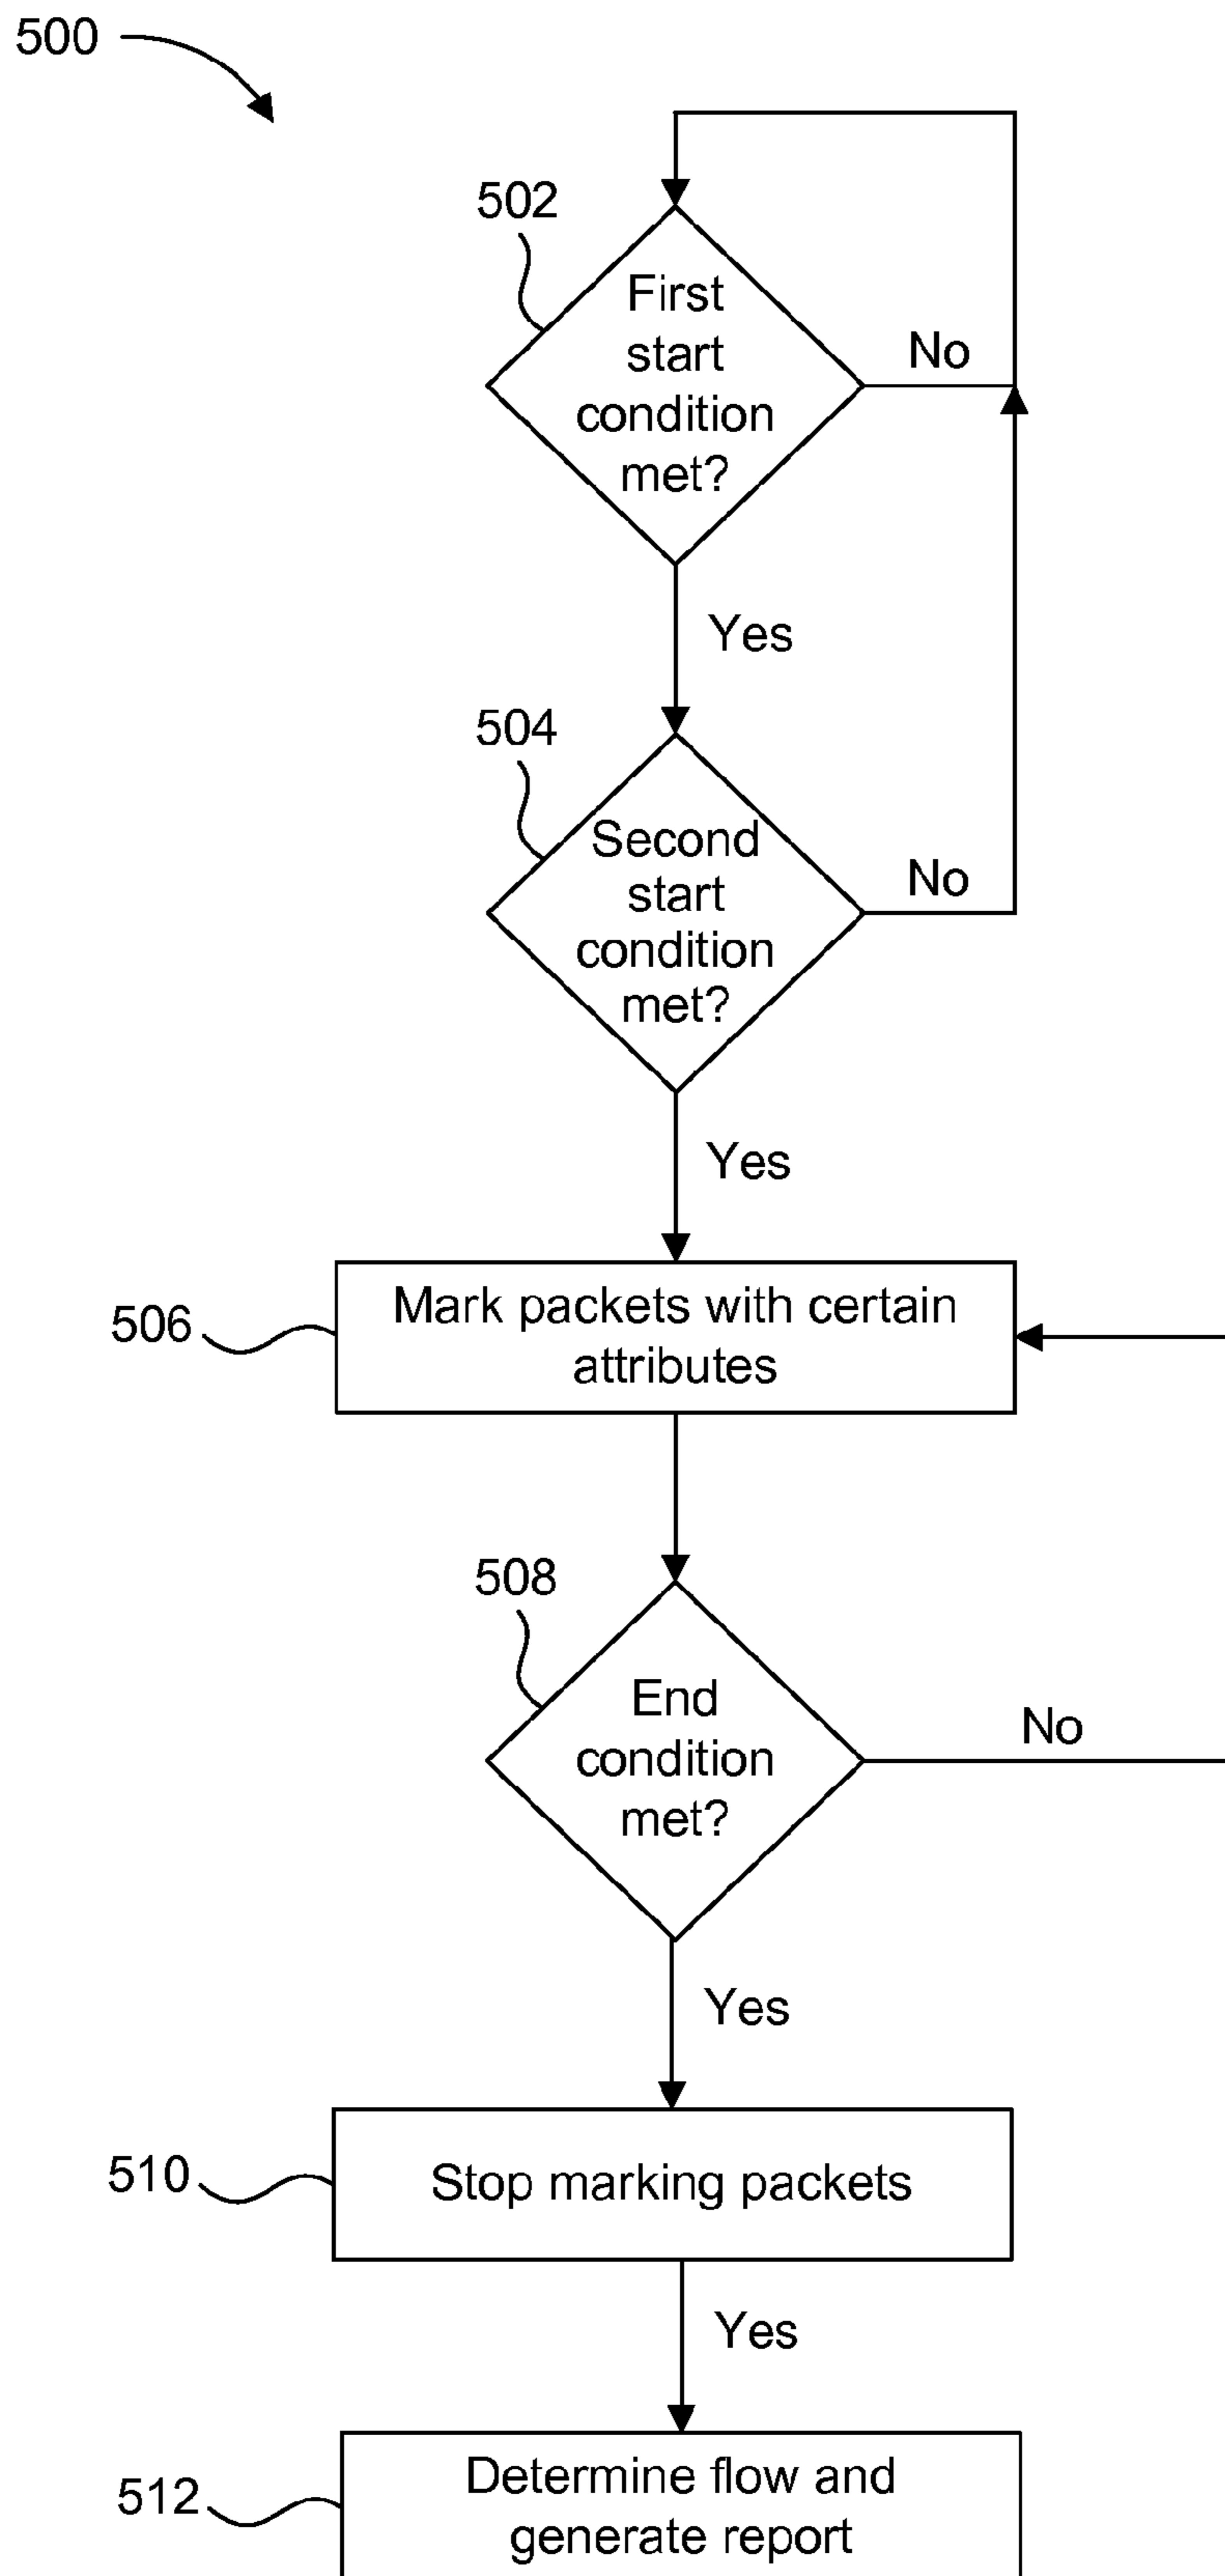 500
502
First
start
condition
met?
No
Yes
504
Second
start
condition
met?
No
Yes
506
Mark packets with certain
attributes
508
End
condition
met?
No
Yes
510
Stop marking packets
Yes
512
Determine flow and
generate report